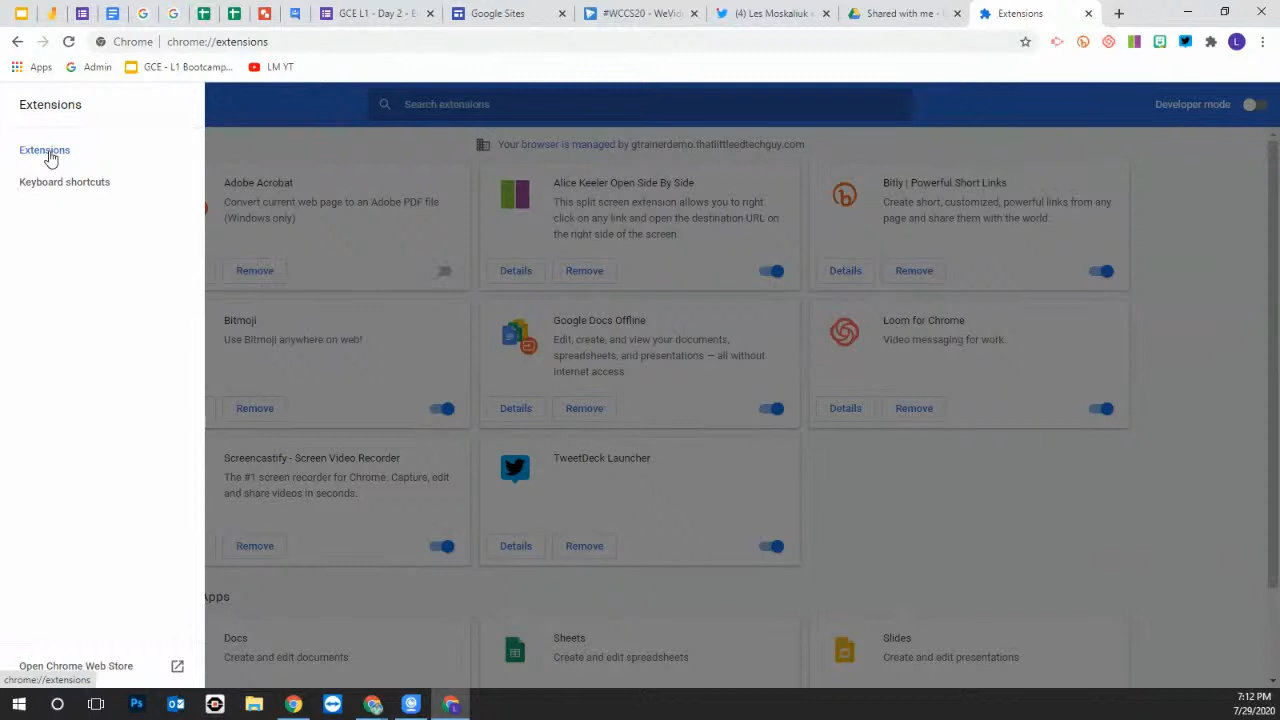 GCE L1 - Day 2 - E
Google Sites
#WCCS20 - WeVi
(4) Les Moskaliuk
Shared with me -
Extensions
Chrome
chrome://extensions
Apps
Admin
GCE - L1 Bootcamp...
LM YT
Extensions
Search extensions
Developer mode
Your browser is managed by gtrainerdemo.thatlittleedtechguy.com
Extensions
Keyboard shortcuts
Adobe Acrobat
Convert current web page to an Adobe PDF file
(Windows only)
Remove
Alice Keeler Open Side By Side
This split screen extension allows you to right
click on any link and open the destination URL on
the right side of the screen.
Details
Remove
Bitly | Powerful Short Links
Create short, customized, powerful links from any
page and share them with the world.
Details
Remove
Bitmoji
Use Bitmoji anywhere on web!
Remove
Google Docs Offline
Edit, create, and view your documents,
spreadsheets, and presentations — all without
internet access
Details
Remove
Loom for Chrome
Video messaging for work.
Details
Remove
Screencastify - Screen Video Recorder
The #1 screen recorder for Chrome. Capture, edit
and share videos in seconds.
Remove
TweetDeck Launcher
Details
Remove
Apps
Docs
Create and edit documents
Sheets
Create and edit spreadsheets
Slides
Create and edit presentations
Open Chrome Web Store
chrome://extensions
7:12 PM
7/29/2020